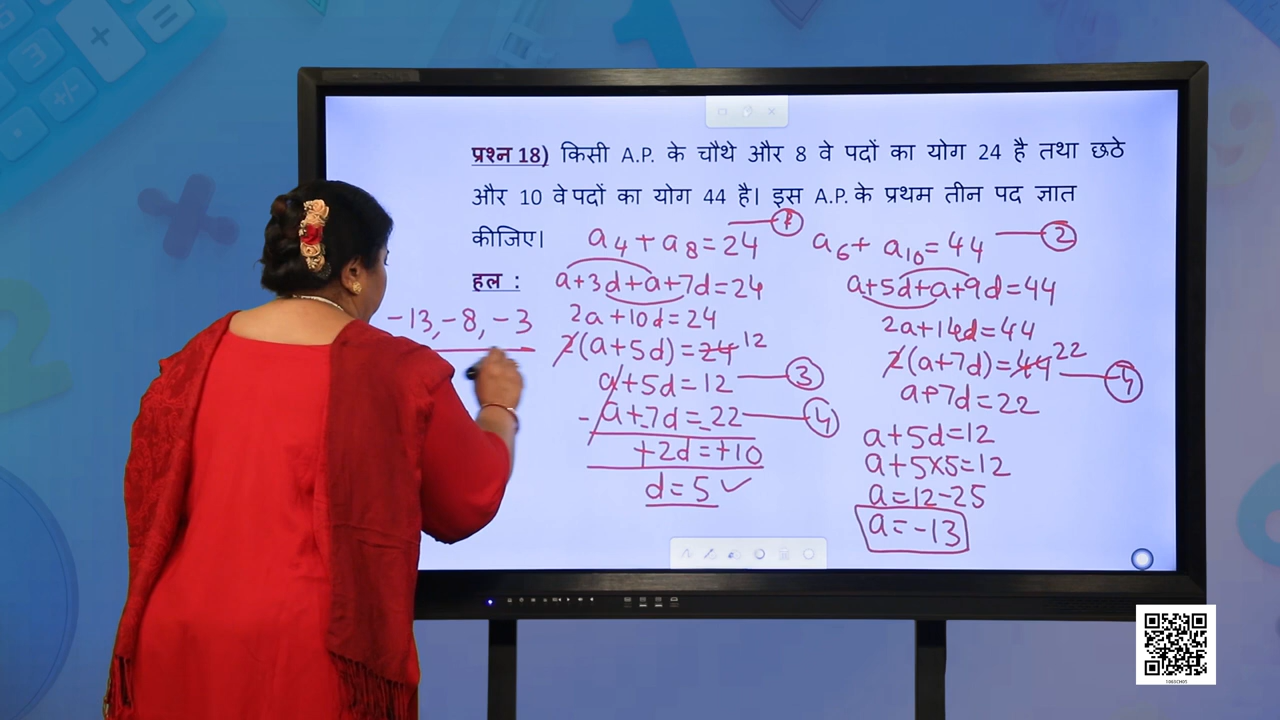 प्रश्न 18) किसी A.P. के चौथे और 8 वे पदों का योग 24 है तथा छठे
और 10 वे पदों का योग 44 है। इस A.P. के प्रथम तीन पद ज्ञात
कीजिए।
हल :
a4 + a8 = 24 — 1
a+3d+a+7d=24
2a+10d=24
2(a+5d) = 24 12
a+5d=12 — 3
- a+7d=22 — 4
+2d=+10
d=5 ✓
a6 + a10 = 44 — 2
a+5d+a+9d=44
2a+14d=44
2(a+7d)=44 22 — 4
a+7d=22
a+5d=12
a+5×5=12
a=12-25
a=-13
-13, -8, -3